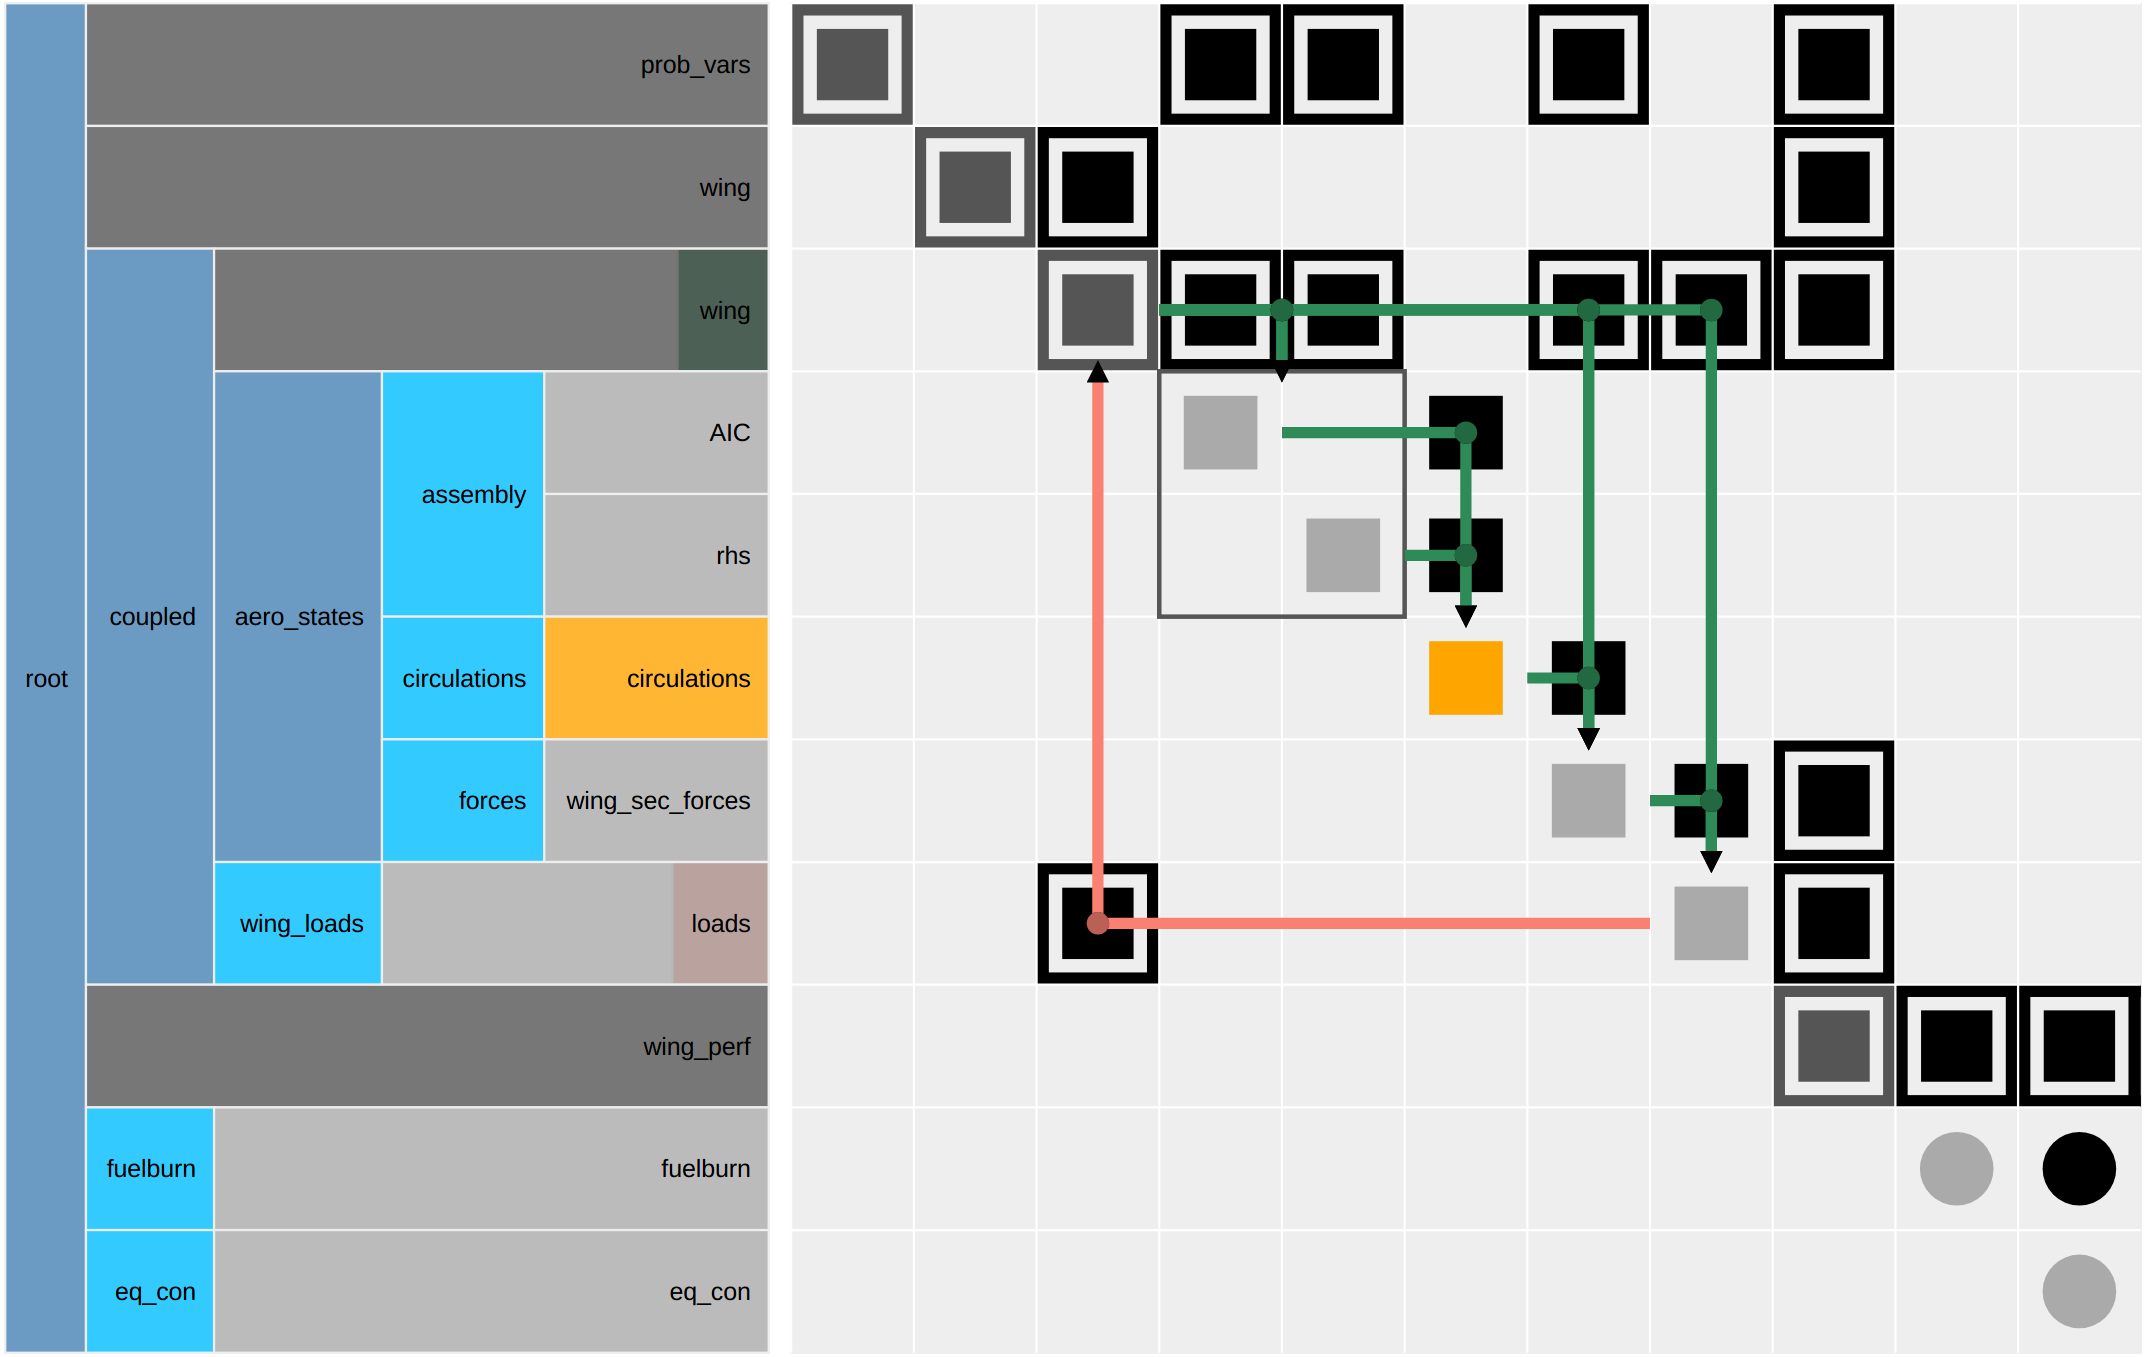 prob_vars
wing
wing
AIC
assembly
rhs
coupled
aero_states
root
circulations
circulations
forces
wing_sec_forces
wing_loads
loads
wing_perf
fuelburn
fuelburn
eq_con
eq_con